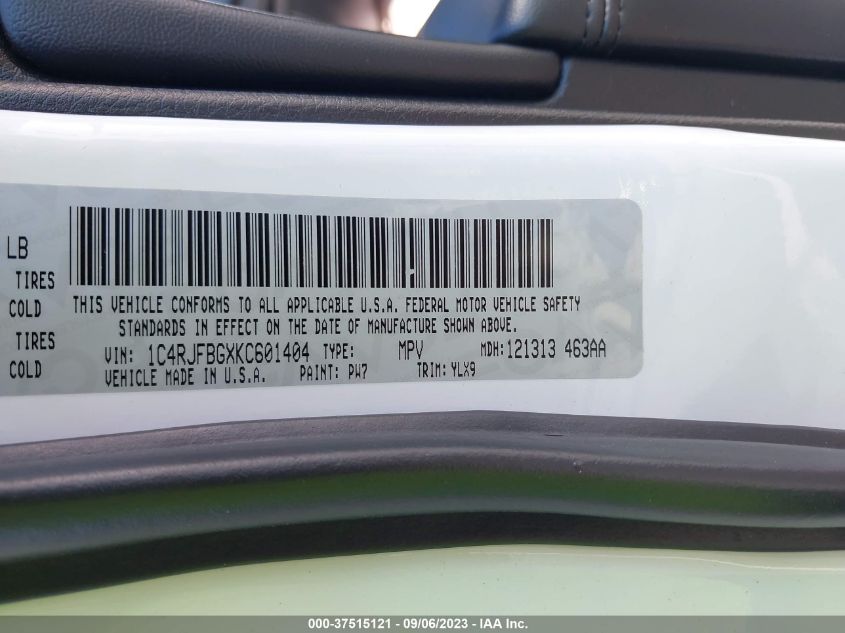 LB
TIRES
COLD
TIRES
COLD
THIS VEHICLE CONFORMS TO ALL APPLICABLE U.S.A. FEDERAL MOTOR VEHICLE SAFETY
STANDARDS IN EFFECT ON THE DATE OF MANUFACTURE SHOWN ABOVE.
VIN: 1C4RJFBGXKC601404 TYPE: MPV MDH:121313 463AA
VEHICLE MADE IN U.S.A. PAINT: PW7 TRIM: YLX9
000-37515121 - 09/06/2023 - IAA Inc.